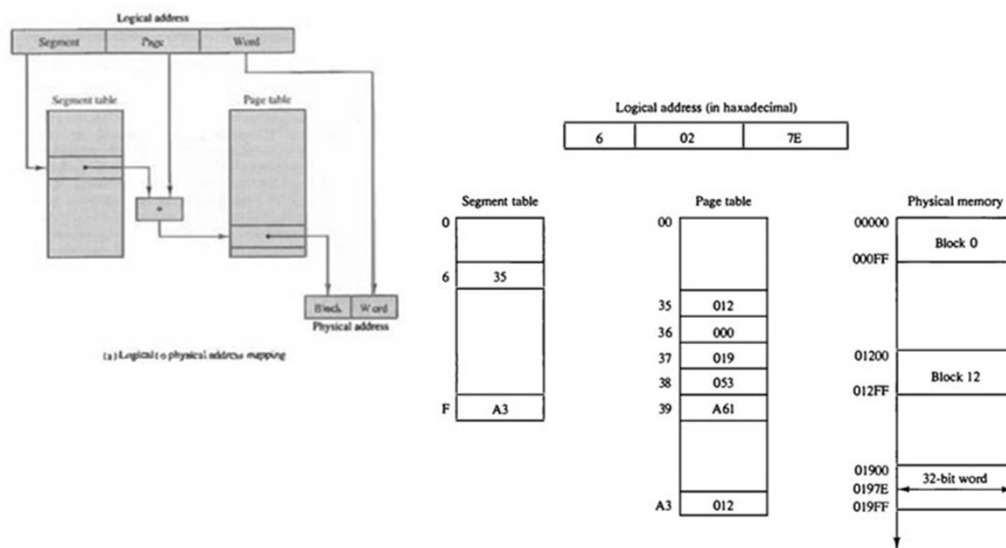 Logical address
Segment Page Word
Segment table
Page table
Block Word
Physical address
(a) Logical to physical address mapping
Logical address (in haxadecimal)
6 02 7E
Segment table
0
6 35
F A3
Page table
00
35 012
36 000
37 019
38 053
39 A61
A3 012
Physical memory
00000
Block 0
000FF
01200
Block 12
012FF
01900
32-bit word
0197E
019FF